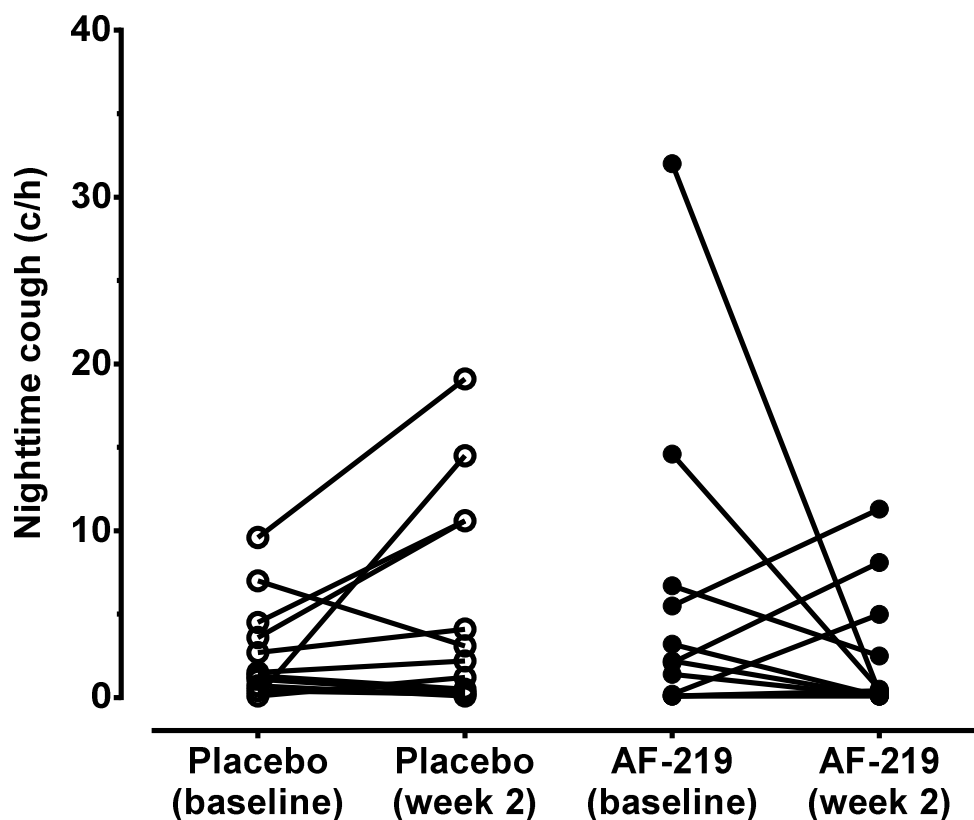 40
30
20
10
0
Nighttime cough (c/h)
Placebo
(baseline)
Placebo
(week 2)
AF-219
(baseline)
AF-219
(week 2)